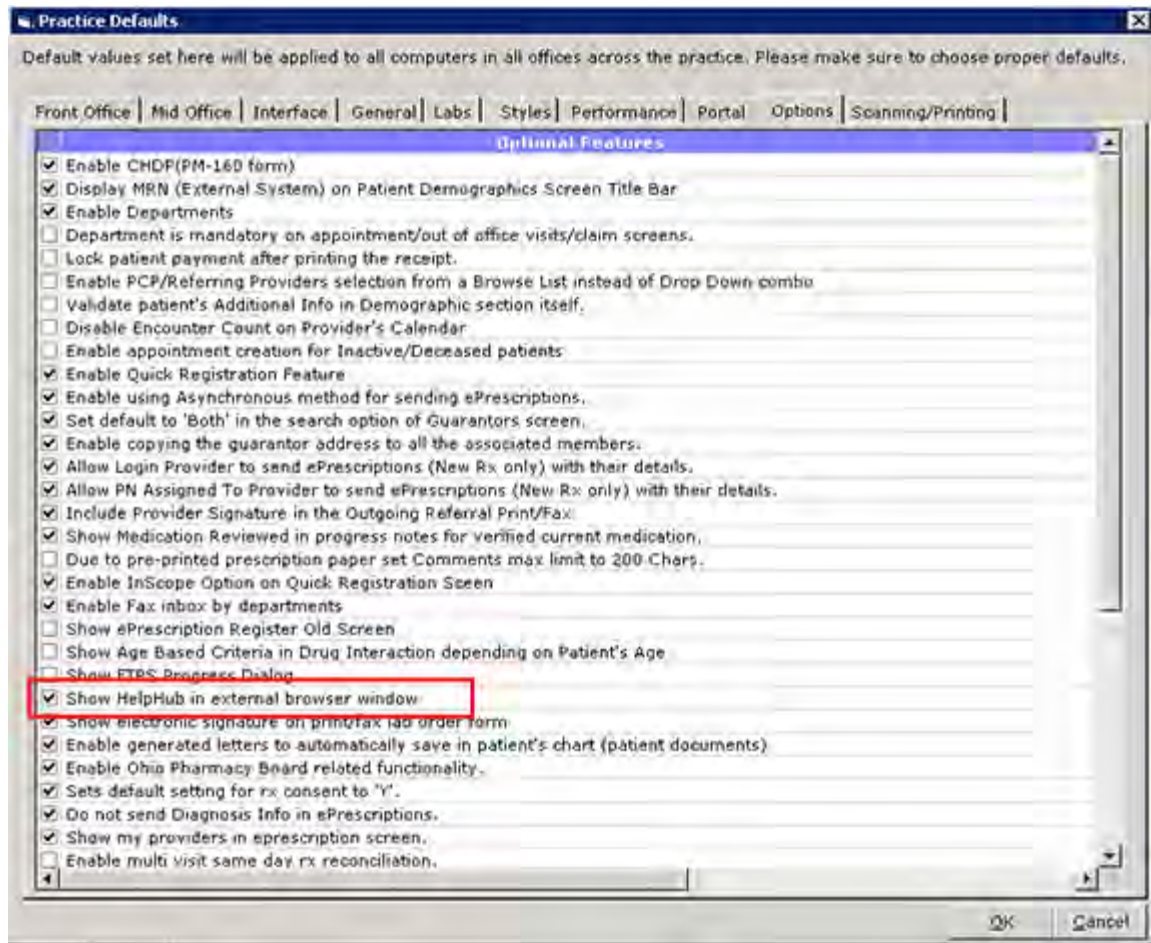 Practice Defaults
Default values set here will be applied to all computers in all offices across the practice. Please make sure to choose proper defaults.
Front Office Mid Office Interface General Labs Styles Performance Portal Options Scanning/Printing
Optional Features
Enable CHDP(PM-160 form)
Display MRN (External System) on Patient Demographics Screen Title Bar
Enable Departments
Department is mandatory on appointment/out of office visits/claim screens.
Lock patient payment after printing the receipt.
Enable PCP/Referring Providers selection from a Browse List instead of Drop Down combo
Validate patient's Additional Info in Demographic section itself.
Disable Encounter Count on Provider's Calendar
Enable appointment creation for Inactive/Deceased patients
Enable Quick Registration Feature
Enable using Asynchronous method for sending ePrescriptions.
Set default to 'Both' in the search option of Guarantors screen.
Enable copying the guarantor address to all the associated members.
Allow Login Provider to send ePrescriptions (New Rx only) with their details.
Allow PN Assigned To Provider to send ePrescriptions (New Rx only) with their details.
Include Provider Signature in the Outgoing Referral Print/Fax
Show Medication Reviewed in progress notes for verified current medication.
Due to pre-printed prescription paper set Comments max limit to 200 Chars.
Enable InScope Option on Quick Registration Sceen
Enable Fax inbox by departments
Show ePrescription Register Old Screen
Show Age Based Criteria in Drug Interaction depending on Patient's Age
Show FTPS Progress Dialog
Show HelpHub in external browser window
Show electronic signature on print/fax lab order form
Enable generated letters to automatically save in patient's chart (patient documents)
Enable Ohio Pharmacy Board related functionality.
Sets default setting for rx consent to 'Y'.
Do not send Diagnosis Info in ePrescriptions.
Show my providers in eprescription screen.
Enable multi visit same day rx reconciliation.
OK Cancel